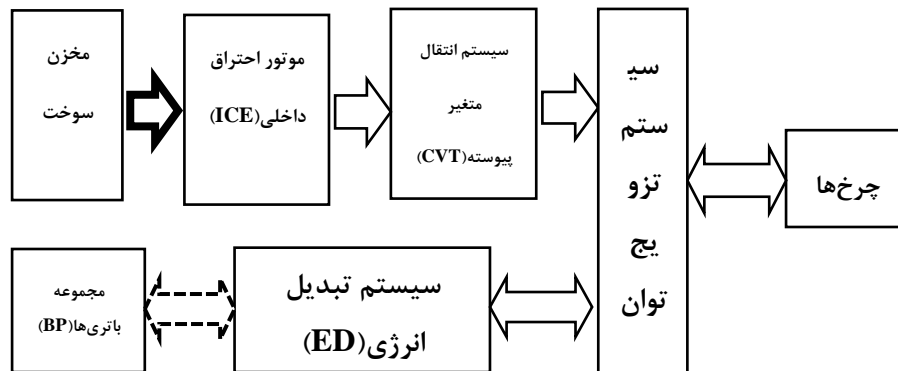 مخزن
سوخت
موتور احتراق
داخلی(ICE)
سیستم انتقال
متغیر
پیوسته(CVT)
سیـ
ستم
تزو
یج
توان
چرخ‌ها
مجموعه
باتری‌ها(BP)
سیستم تبدیل
انرژی(ED)